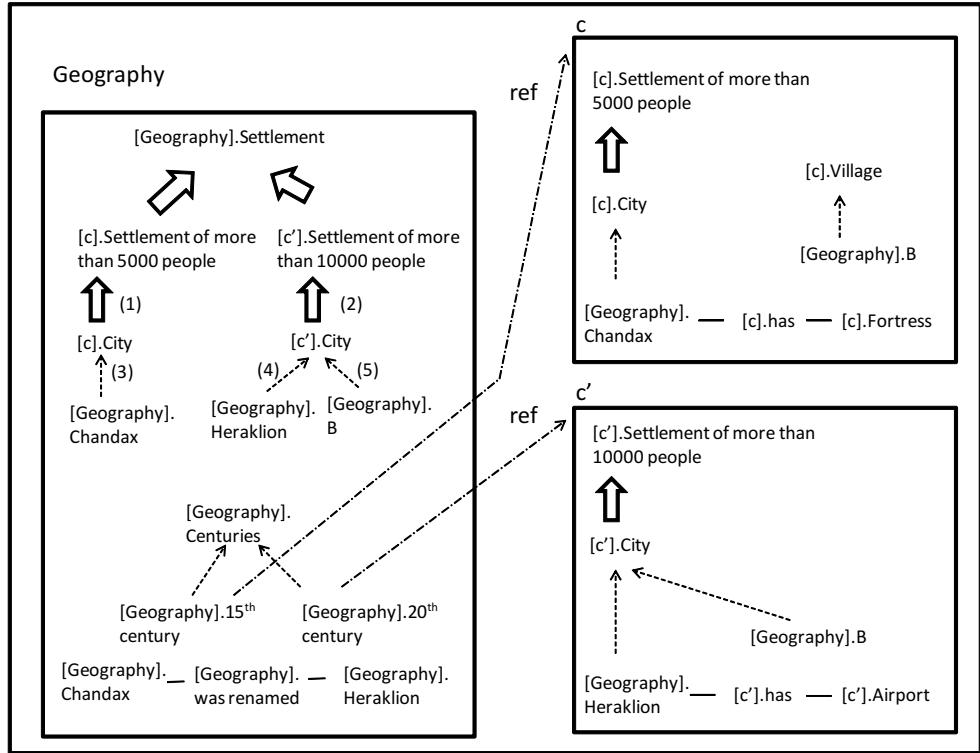 Geography
[Geography].Settlement
[c].Settlement of more
than 5000 people
[c’].Settlement of more
than 10000 people
(1)
(2)
[c].City
[c’].City
(3)
(4)
(5)
[Geography].
Chandax
[Geography].
Heraklion
[Geography].
B
[Geography].
Centuries
[Geography].15th
century
[Geography].20th
century
[Geography].
Chandax
[Geography].
was renamed
[Geography].
Heraklion
ref
c
[c].Settlement of more than
5000 people
[c].Village
[c].City
[Geography].B
[Geography].
Chandax
[c].has
[c].Fortress
ref
c’
[c’].Settlement of more than
10000 people
[c’].City
[Geography].B
[Geography].
Heraklion
[c’].has
[c’].Airport